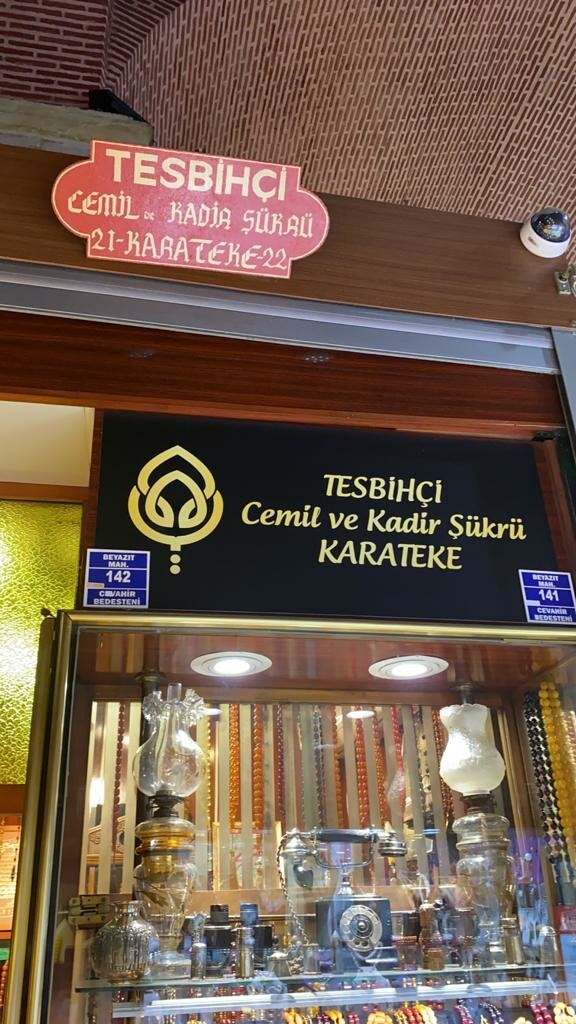 TESBİHÇİ
CEMİL ve KADİR ŞÜKRÜ
21-KARATEKE-22
TESBİHÇİ
Cemil ve Kadir Şükrü
KARATEKE
BEYAZIT
MAH.
142
CEVAHİR
BEDESTENİ
BEYAZIT
MAH.
141
CEVAHİR
BEDESTENİ